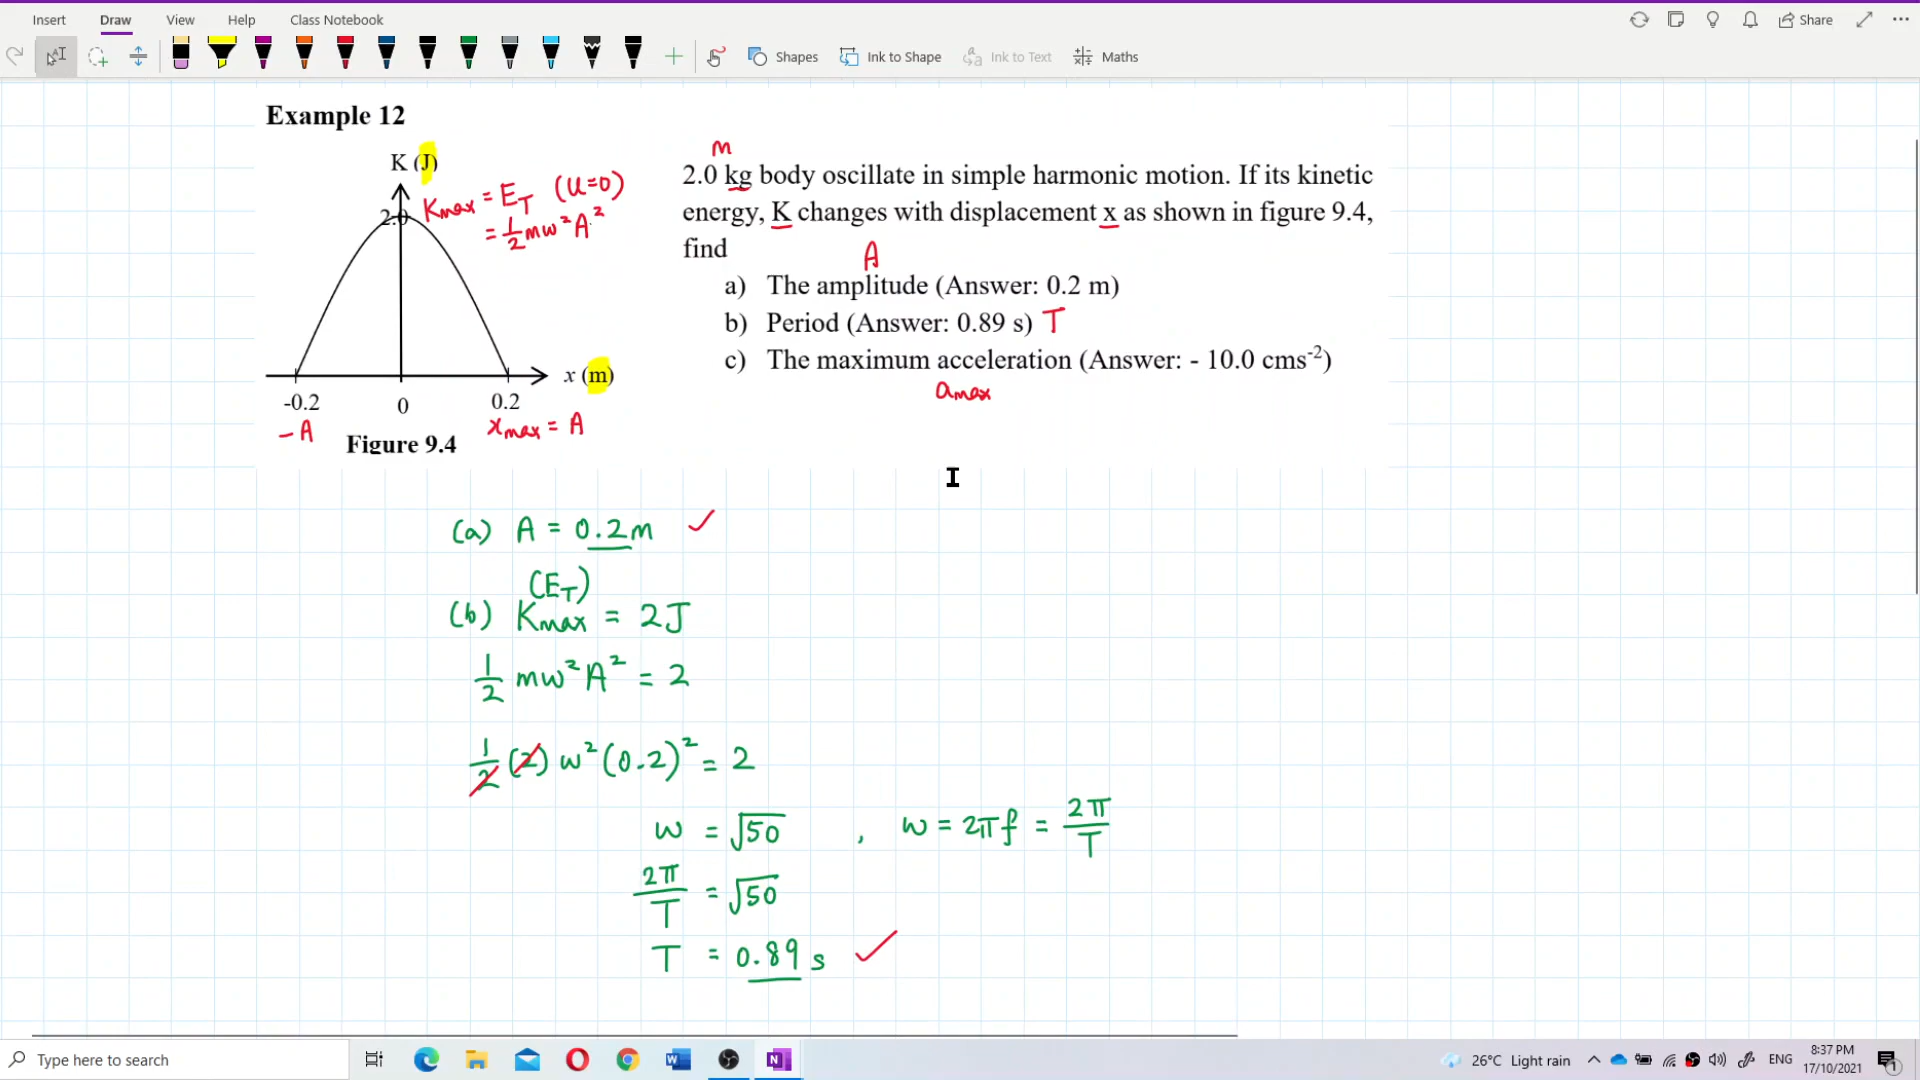 Insert Draw View Help Class Notebook Share
Shapes Ink to Shape Ink to Text Maths
Example 12
K (J)
2.0
Kmax = ET (U=0)
= 1/2 mω²A²
-0.2 0 0.2 x (m)
-A xmax = A
Figure 9.4
m
2.0 kg body oscillate in simple harmonic motion. If its kinetic
energy, K changes with displacement x as shown in figure 9.4,
find
A
a) The amplitude (Answer: 0.2 m)
b) Period (Answer: 0.89 s) T
c) The maximum acceleration (Answer: - 10.0 cms⁻²)
amax
(a) A = 0.2m ✓
(ET)
(b) Kmax = 2J
1/2 mω²A² = 2
1/2 (2) ω² (0.2)² = 2
ω = √50 , ω = 2πf = 2π/T
2π/T = √50
T = 0.89 s ✓
Type here to search
26°C Light rain ENG 8:37 PM
17/10/2021
1